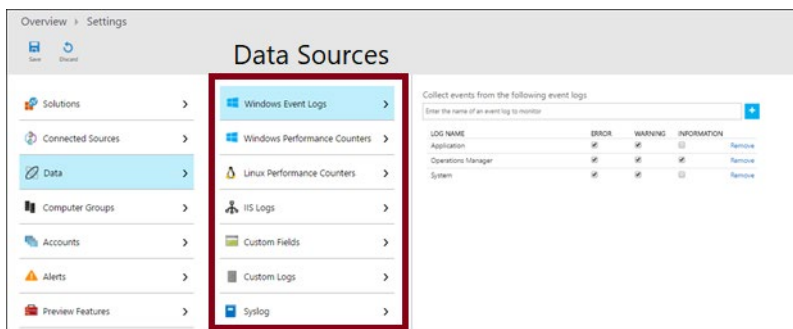 Overview › Settings
Save Discard
Data Sources
Solutions
Connected Sources
Data
Computer Groups
Accounts
Alerts
Preview Features
Windows Event Logs
Windows Performance Counters
Linux Performance Counters
IIS Logs
Custom Fields
Custom Logs
Syslog
Collect events from the following event logs
Enter the name of an event log to monitor
LOG NAME ERROR WARNING INFORMATION
Application Remove
Operations Manager Remove
System Remove